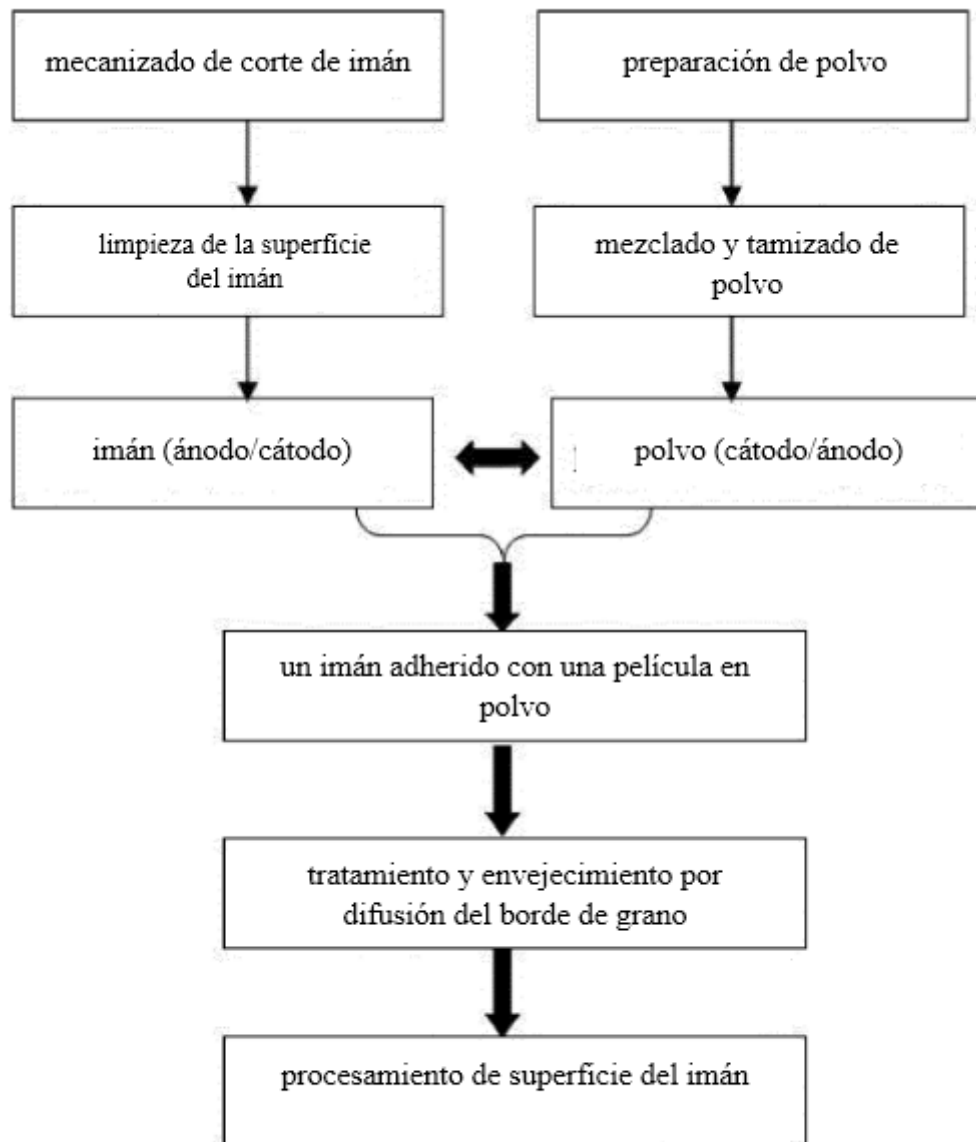 mecanizado de corte de imán
preparación de polvo
limpieza de la superfície
del imán
mezclado y tamizado de
polvo
imán (ánodo/cátodo)
polvo (cátodo/ánodo)
un imán adherido con una película en
polvo
tratamiento y envejecimiento por
difusión del borde de grano
procesamiento de superfície del imán